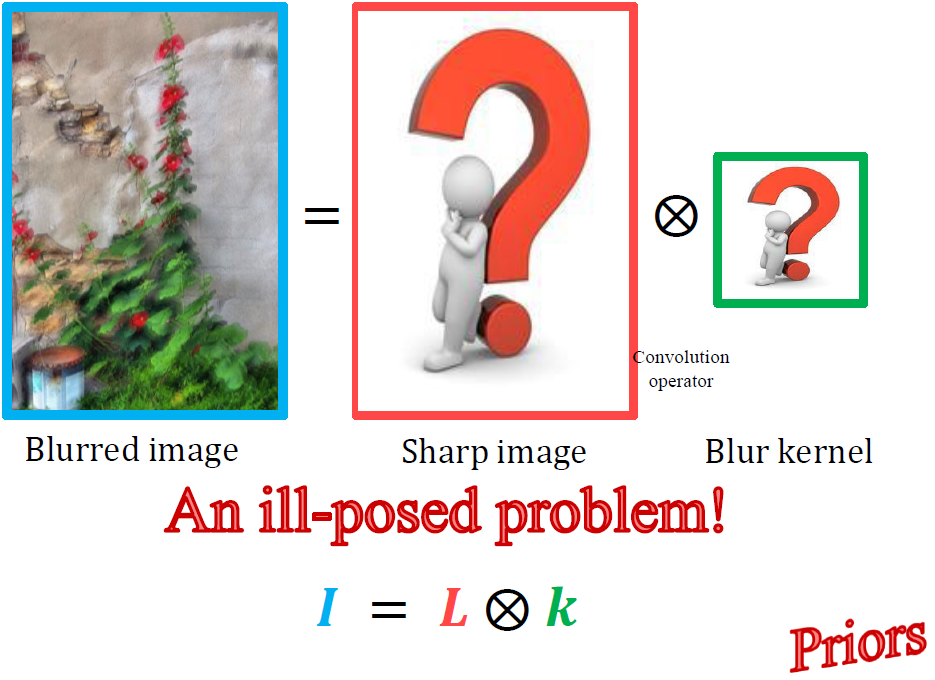 = ⊗
Convolution
operator
Blurred image
Sharp image
Blur kernel
An ill-posed problem!
I = L ⊗ k
Priors